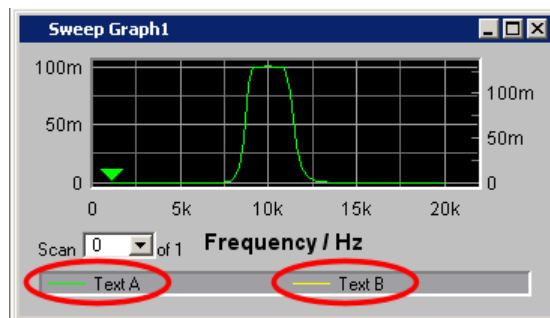 Sweep Graph1
100m
50m
0
100m
50m
0
0 5k 10k 15k 20k
Scan 0 of 1 Frequency / Hz
Text A Text B